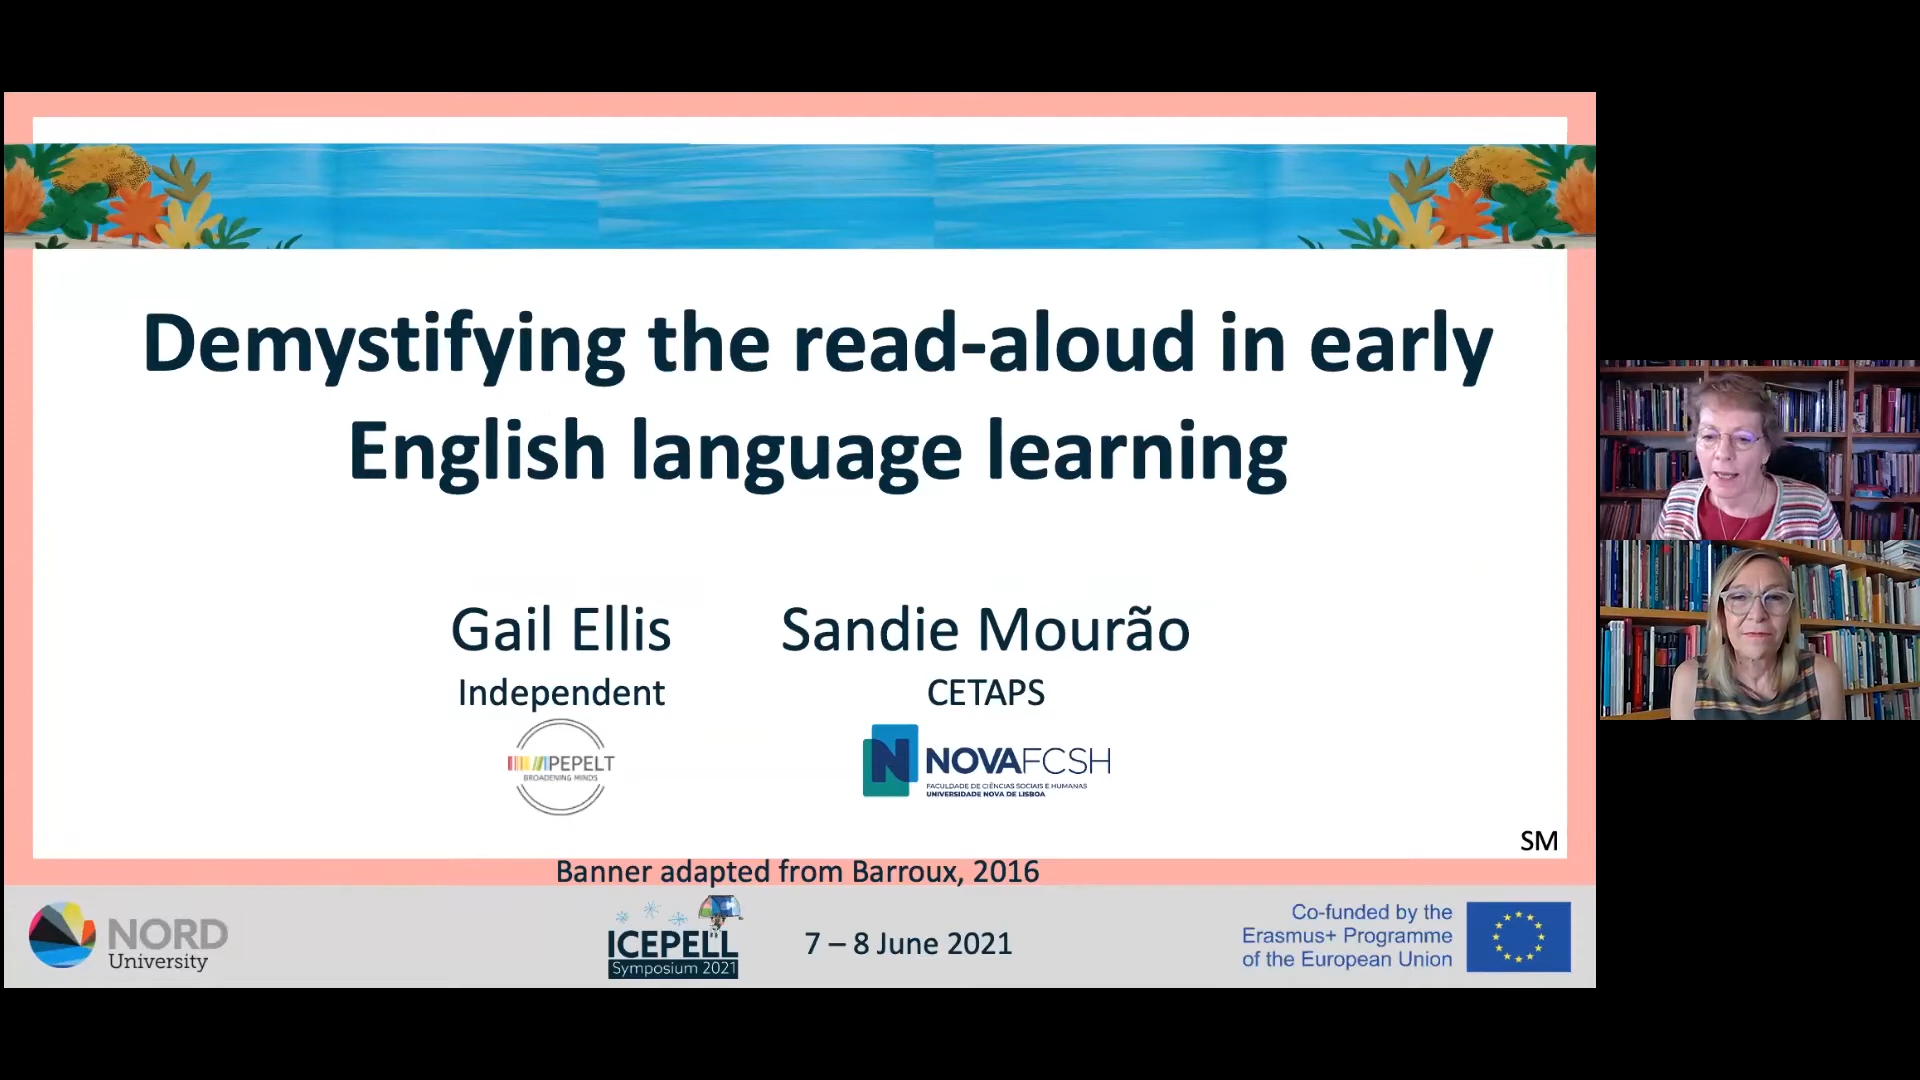 Demystifying the read-aloud in early
English language learning
Gail Ellis
Independent
PEPELT
BROADENING MINDS
Sandie Mourão
CETAPS
NOVAFCSH
FACULDADE DE CIÊNCIAS SOCIAIS E HUMANAS
UNIVERSIDADE NOVA DE LISBOA
SM
Banner adapted from Barroux, 2016
NORD
University
ICEPELL
Symposium 2021
7 – 8 June 2021
Co-funded by the
Erasmus+ Programme
of the European Union